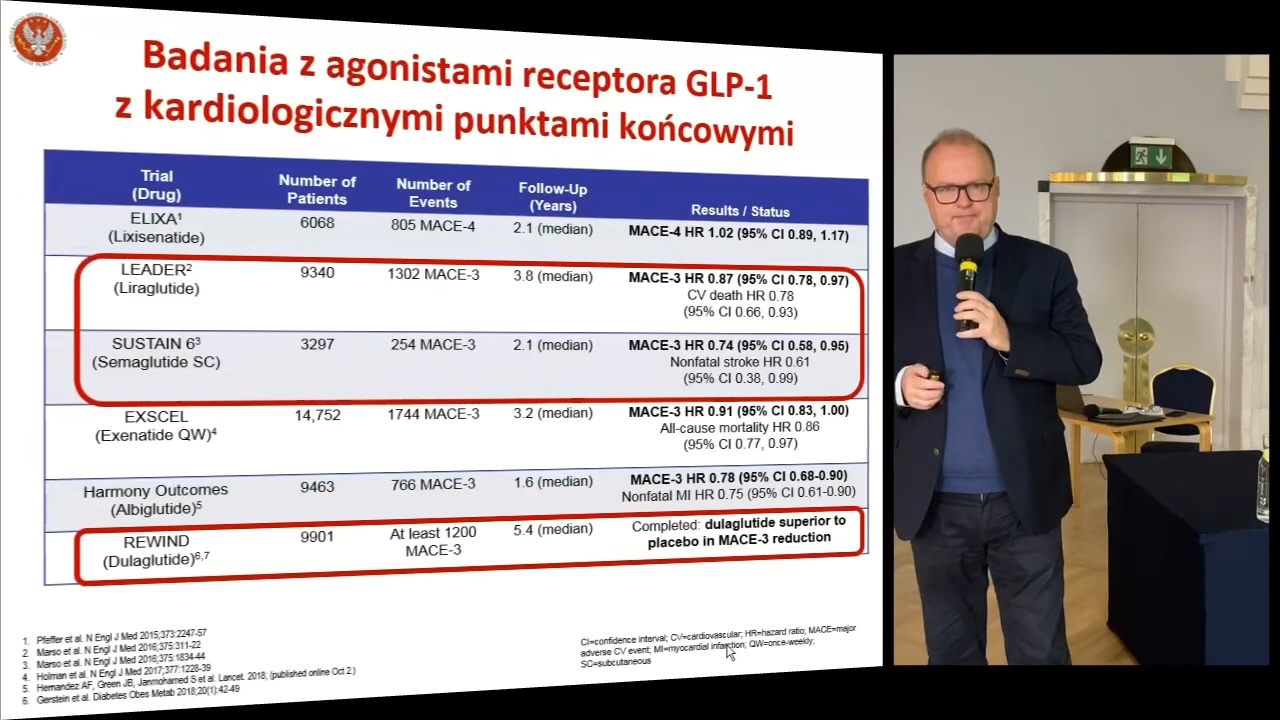 Badania z agonistami receptora GLP-1
z kardiologicznymi punktami końcowymi
Trial
(Drug)
Number of
Patients
Number of
Events
Follow-Up
(Years)
Results / Status
ELIXA1
(Lixisenatide)
6068
805 MACE-4
2.1 (median)
MACE-4 HR 1.02 (95% CI 0.89, 1.17)
LEADER2
(Liraglutide)
9340
1302 MACE-3
3.8 (median)
MACE-3 HR 0.87 (95% CI 0.78, 0.97)
CV death HR 0.78
(95% CI 0.66, 0.93)
SUSTAIN 63
(Semaglutide SC)
3297
254 MACE-3
2.1 (median)
MACE-3 HR 0.74 (95% CI 0.58, 0.95)
Nonfatal stroke HR 0.61
(95% CI 0.38, 0.99)
EXSCEL
(Exenatide QW)4
14,752
1744 MACE-3
3.2 (median)
MACE-3 HR 0.91 (95% CI 0.83, 1.00)
All-cause mortality HR 0.86
(95% CI 0.77, 0.97)
Harmony Outcomes
(Albiglutide)5
9463
766 MACE-3
1.6 (median)
MACE-3 HR 0.78 (95% CI 0.68-0.90)
Nonfatal MI HR 0.75 (95% CI 0.61-0.90)
REWIND
(Dulaglutide)6,7
9901
At least 1200
MACE-3
5.4 (median)
Completed: dulaglutide superior to
placebo in MACE-3 reduction
1. Pfeffer et al. N Engl J Med 2015;373:2247-57
2. Marso et al. N Engl J Med 2016;375:311-22
3. Marso et al. N Engl J Med 2016;375:1834-44
4. Holman et al. N Engl J Med 2017;377:1228-39
5. Hernandez AF, Green JB, Janmohamed S et al. Lancet. 2018; (published online Oct 2.)
6. Gerstein et al. Diabetes Obes Metab 2018;20(1):42-49
CI=confidence interval; CV=cardiovascular; HR=hazard ratio; MACE=major
adverse CV event; MI=myocardial infarction; QW=once-weekly;
SC=subcutaneous